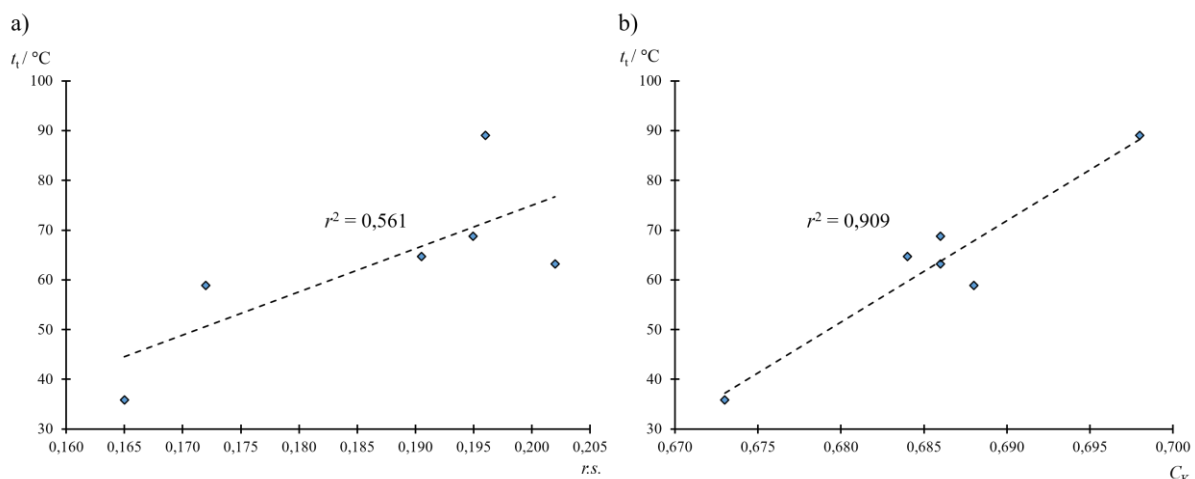 a)
t_t / °C
100
90
80
70
60
50
40
30
r² = 0,561
0,160 0,165 0,170 0,175 0,180 0,185 0,190 0,195 0,200 0,205
r.s.
b)
t_t / °C
100
90
80
70
60
50
40
30
r² = 0,909
0,670 0,675 0,680 0,685 0,690 0,695 0,700
C_K